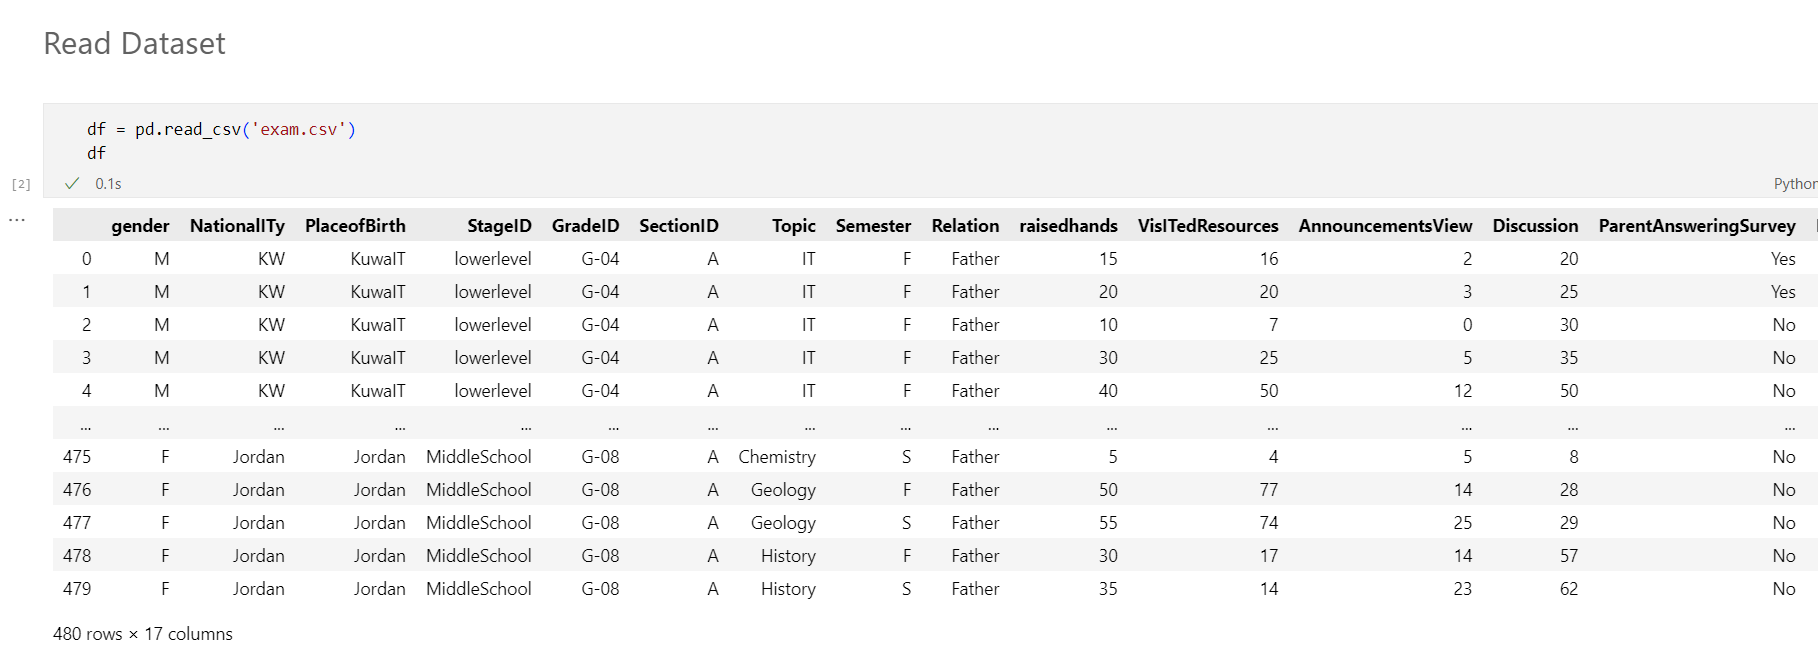 Read Dataset
df = pd.read_csv('exam.csv')
df
[2] ✓ 0.1s Python
...
gender NationalITy PlaceofBirth StageID GradeID SectionID Topic Semester Relation raisedhands VisITedResources AnnouncementsView Discussion ParentAnsweringSurvey
0 M KW KuwaIT lowerlevel G-04 A IT F Father 15 16 2 20 Yes
1 M KW KuwaIT lowerlevel G-04 A IT F Father 20 20 3 25 Yes
2 M KW KuwaIT lowerlevel G-04 A IT F Father 10 7 0 30 No
3 M KW KuwaIT lowerlevel G-04 A IT F Father 30 25 5 35 No
4 M KW KuwaIT lowerlevel G-04 A IT F Father 40 50 12 50 No
... ... ... ... ... ... ... ... ... ... ... ... ... ... ...
475 F Jordan Jordan MiddleSchool G-08 A Chemistry S Father 5 4 5 8 No
476 F Jordan Jordan MiddleSchool G-08 A Geology F Father 50 77 14 28 No
477 F Jordan Jordan MiddleSchool G-08 A Geology S Father 55 74 25 29 No
478 F Jordan Jordan MiddleSchool G-08 A History F Father 30 17 14 57 No
479 F Jordan Jordan MiddleSchool G-08 A History S Father 35 14 23 62 No
480 rows × 17 columns